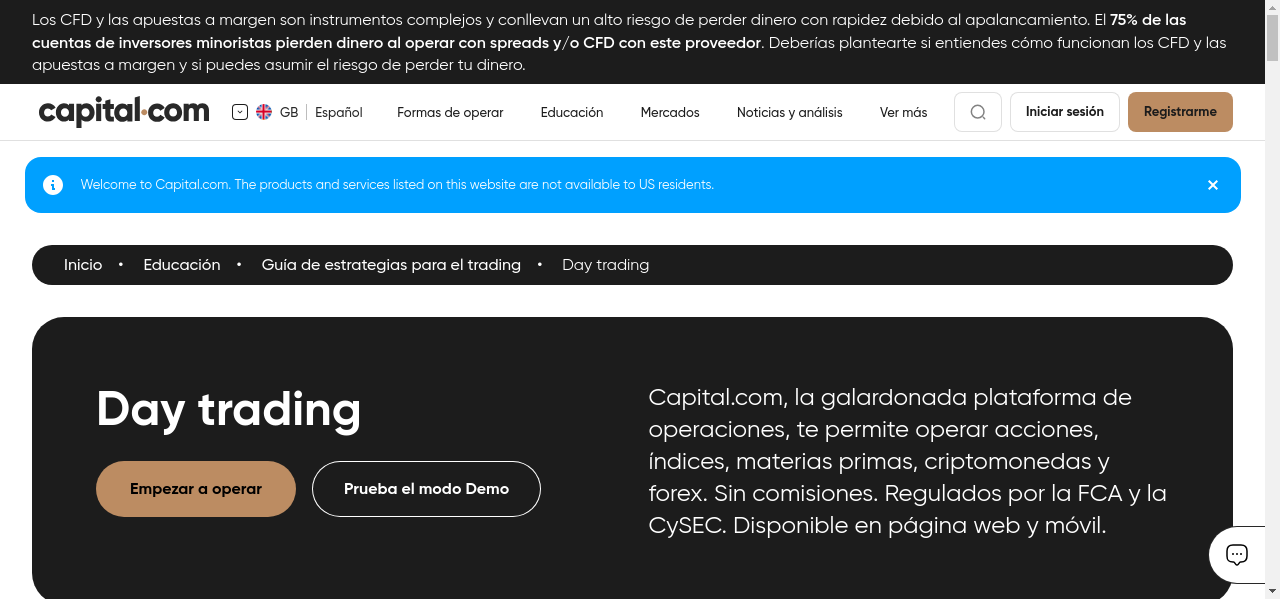 Los CFD y las apuestas a margen son instrumentos complejos y conllevan un alto riesgo de perder dinero con rapidez debido al apalancamiento. El 75% de las
cuentas de inversores minoristas pierden dinero al operar con spreads y/o CFD con este proveedor. Deberías plantearte si entiendes cómo funcionan los CFD y las
apuestas a margen y si puedes asumir el riesgo de perder tu dinero.
capital.com GB Español Formas de operar Educación Mercados Noticias y análisis Ver más Iniciar sesión Registrarme
Welcome to Capital.com. The products and services listed on this website are not available to US residents.
Inicio • Educación • Guía de estrategias para el trading • Day trading
Day trading
Empezar a operar Prueba el modo Demo
Capital.com, la galardonada plataforma de
operaciones, te permite operar acciones,
índices, materias primas, criptomonedas y
forex. Sin comisiones. Regulados por la FCA y la
CySEC. Disponible en página web y móvil.